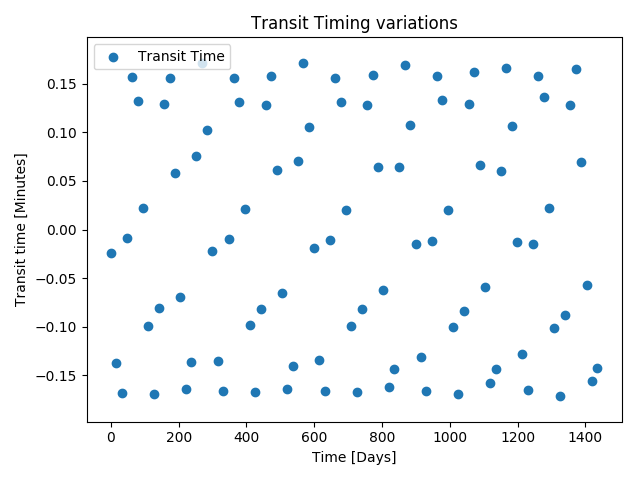 Transit Timing variations
Transit Time
Transit time [Minutes]
0.15
0.10
0.05
0.00
−0.05
−0.10
−0.15
0 200 400 600 800 1000 1200 1400
Time [Days]